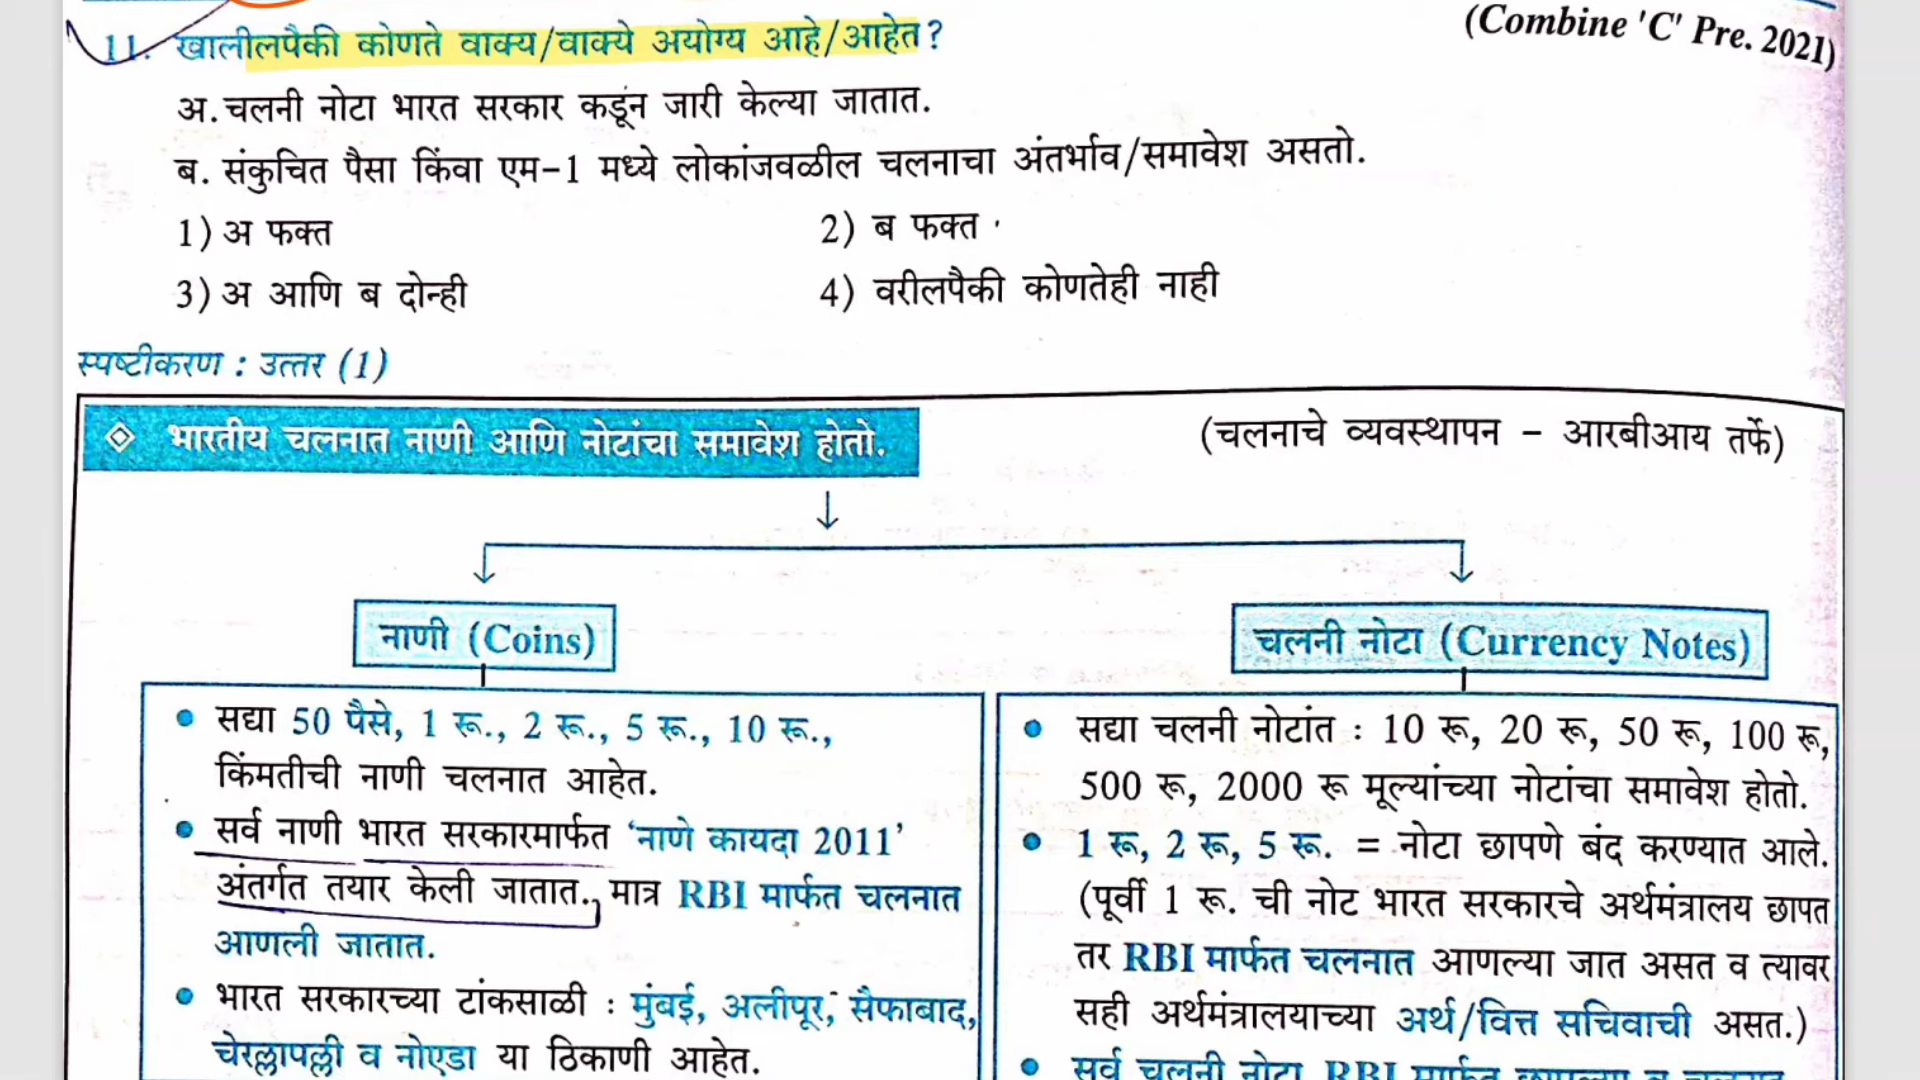 (Combine 'C' Pre. 2021)
11. खालीलपैकी कोणते वाक्य/वाक्ये अयोग्य आहे/आहेत?
अ. चलनी नोटा भारत सरकार कडून जारी केल्या जातात.
ब. संकुचित पैसा किंवा एम-1 मध्ये लोकांजवळील चलनाचा अंतर्भाव/समावेश असतो.
1) अ फक्त
2) ब फक्त
3) अ आणि ब दोन्ही
4) वरीलपैकी कोणतेही नाही
स्पष्टीकरण : उत्तर (1)
भारतीय चलनात नाणी आणि नोटांचा समावेश होतो.
(चलनाचे व्यवस्थापन - आरबीआय तर्फे)
नाणी (Coins)
• सद्या 50 पैसे, 1 रू., 2 रू., 5 रू., 10 रू.,
किंमतीची नाणी चलनात आहेत.
• सर्व नाणी भारत सरकारमार्फत 'नाणे कायदा 2011'
अंतर्गत तयार केली जातात., मात्र RBI मार्फत चलनात
आणली जातात.
• भारत सरकारच्या टांकसाळी : मुंबई, अलीपूर, सैफाबाद,
चेरल्लापल्ली व नोएडा या ठिकाणी आहेत.
चलनी नोटा (Currency Notes)
• सद्या चलनी नोटांत : 10 रू, 20 रू, 50 रू, 100 रू,
500 रू, 2000 रू मूल्यांच्या नोटांचा समावेश होतो.
• 1 रू, 2 रू, 5 रू. = नोटा छापणे बंद करण्यात आले.
(पूर्वी 1 रू. ची नोट भारत सरकारचे अर्थमंत्रालय छापत
तर RBI मार्फत चलनात आणल्या जात असत व त्यावर
सही अर्थमंत्रालयाच्या अर्थ/वित्त सचिवाची असत.)
• सर्व चलनी नोटा RBI मार्फत छापल्या व चलनात